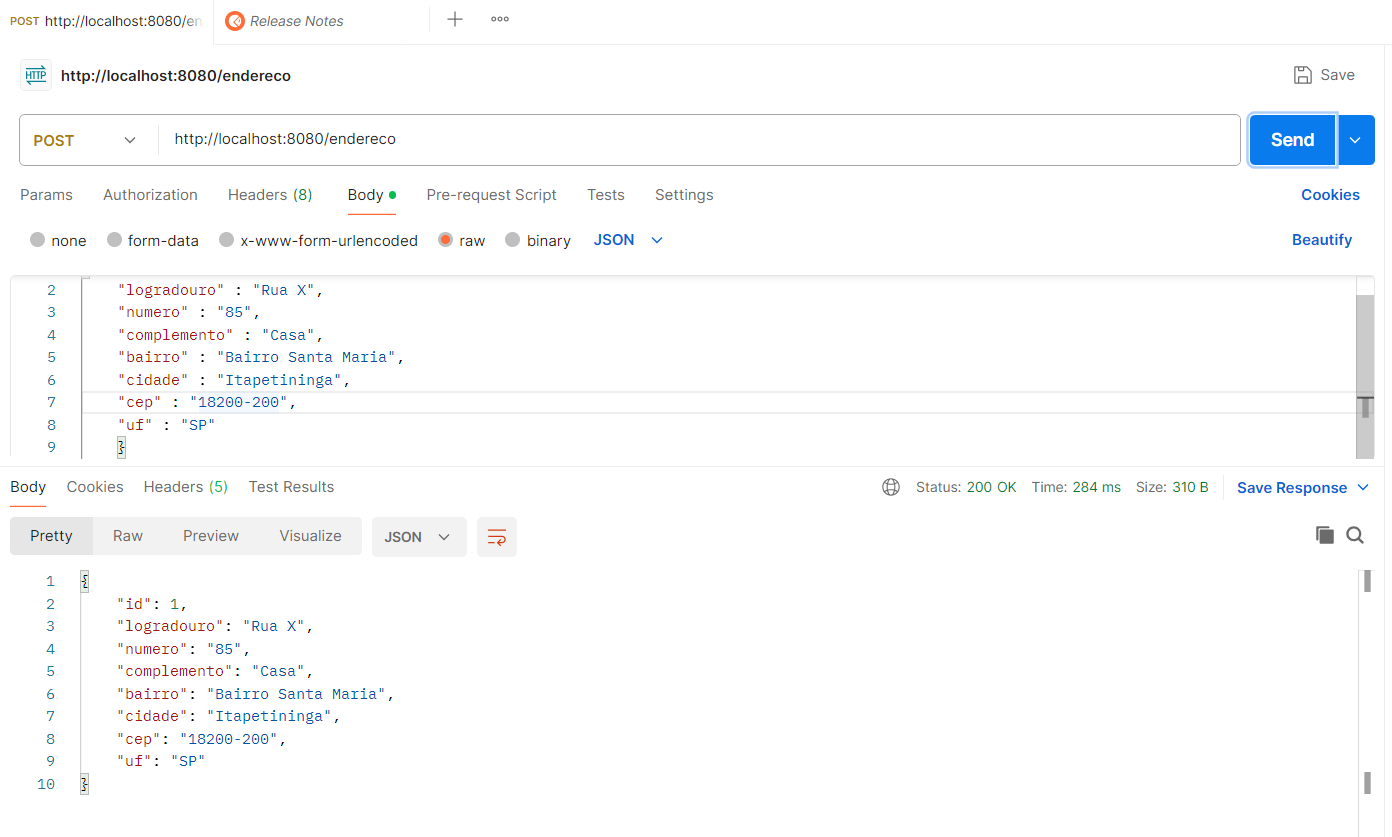 POST http://localhost:8080/en Release Notes
HTTP http://localhost:8080/endereco Save
POST http://localhost:8080/endereco Send
Params Authorization Headers (8) Body Pre-request Script Tests Settings Cookies
none form-data x-www-form-urlencoded raw binary JSON Beautify
2 "logradouro" : "Rua X",
3 "numero" : "85",
4 "complemento" : "Casa",
5 "bairro" : "Bairro Santa Maria",
6 "cidade" : "Itapetininga",
7 "cep" : "18200-200",
8 "uf" : "SP"
9 }
Body Cookies Headers (5) Test Results Status: 200 OK Time: 284 ms Size: 310 B Save Response
Pretty Raw Preview Visualize JSON
1 {
2 "id": 1,
3 "logradouro": "Rua X",
4 "numero": "85",
5 "complemento": "Casa",
6 "bairro": "Bairro Santa Maria",
7 "cidade": "Itapetininga",
8 "cep": "18200-200",
9 "uf": "SP"
10 }